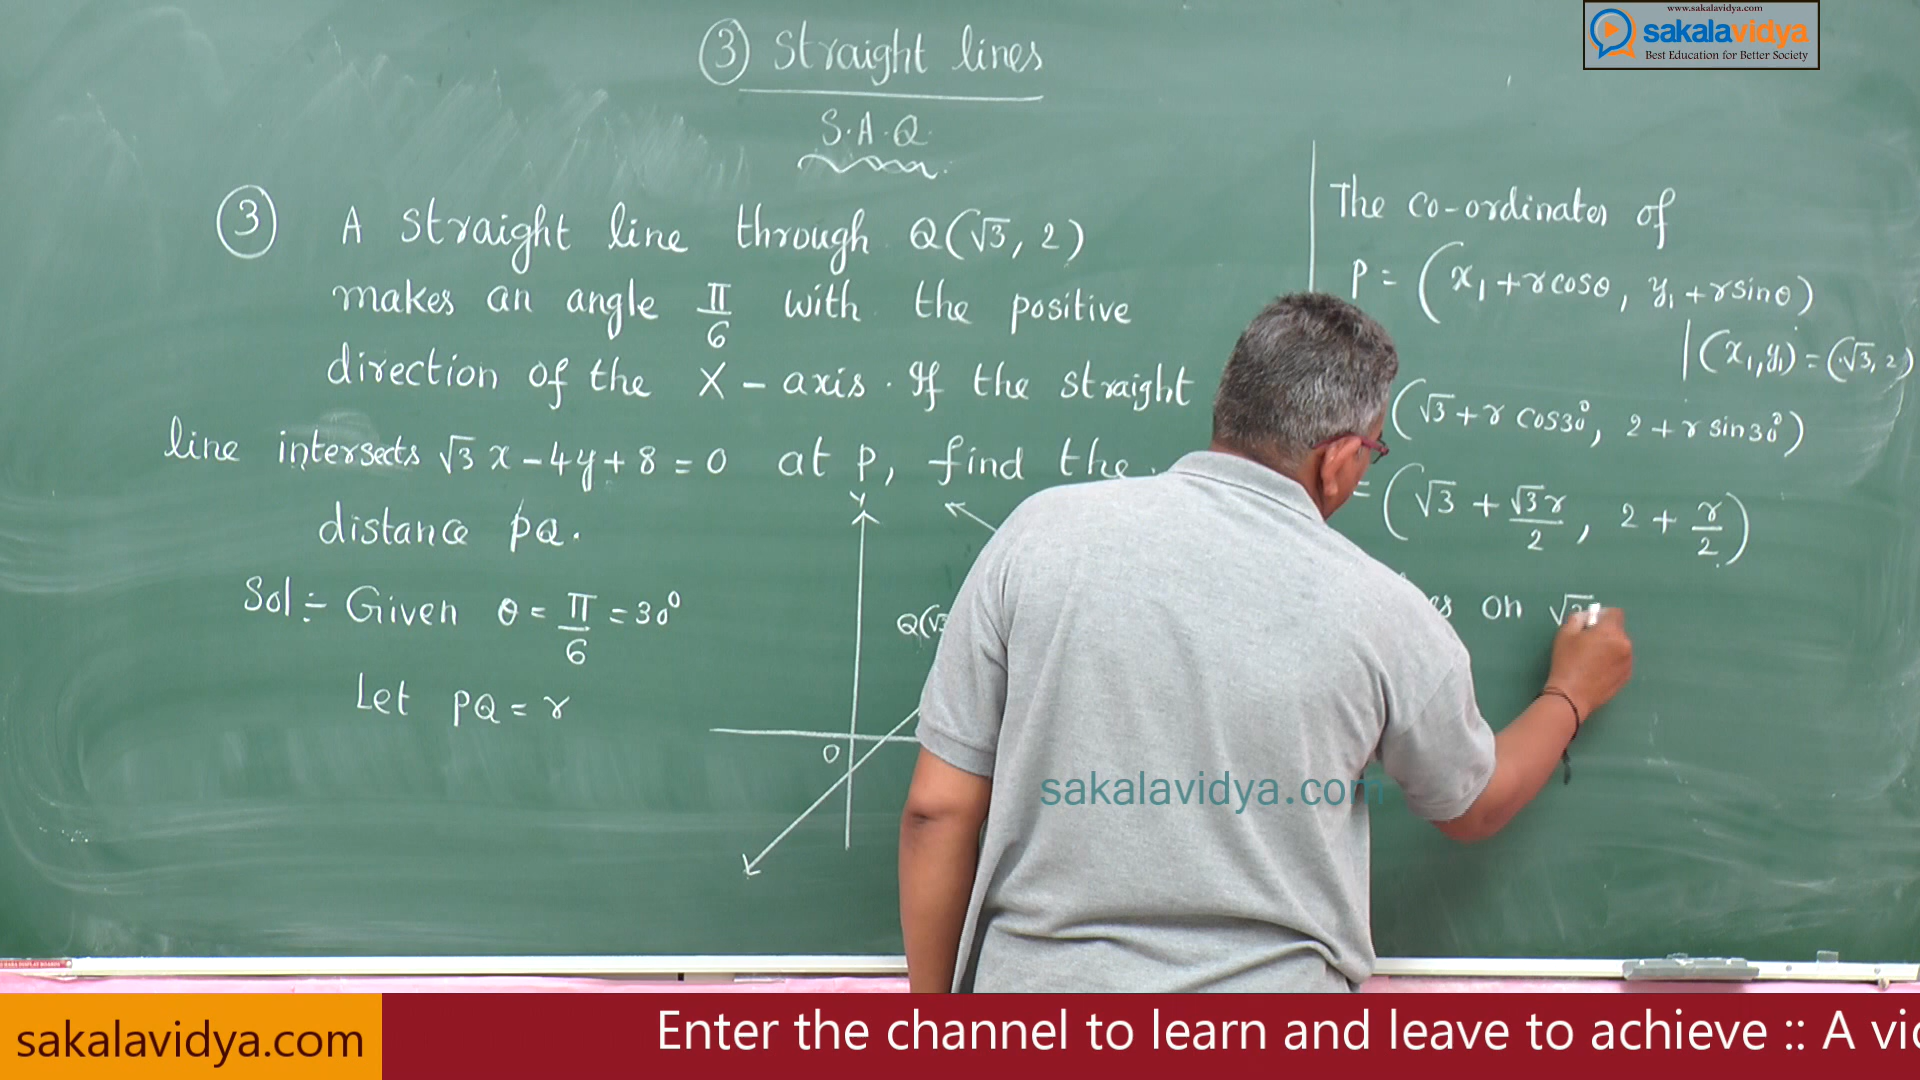 www.sakalavidya.com
sakalavidya
Best Education for Better Society
③ Straight lines
S.A.Q.
③ A straight line through Q(√3, 2)
makes an angle π/6 with the positive
direction of the X-axis. If the straight
line intersects √3x-4y+8=0 at P, find the
distance PQ.
Sol:- Given θ = π/6 = 30°
Let PQ = r
Y
O
Q(√3
The co-ordinates of
P = (x₁+rcosθ, y₁+rsinθ)
|(x₁,y₁) = (√3, 2)
(√3+r cos30°, 2+r sin30°)
= (√3 + √3r/2, 2 + r/2)
on √3
sakalavidya.com
sakalavidya.com
Enter the channel to learn and leave to achieve :: A